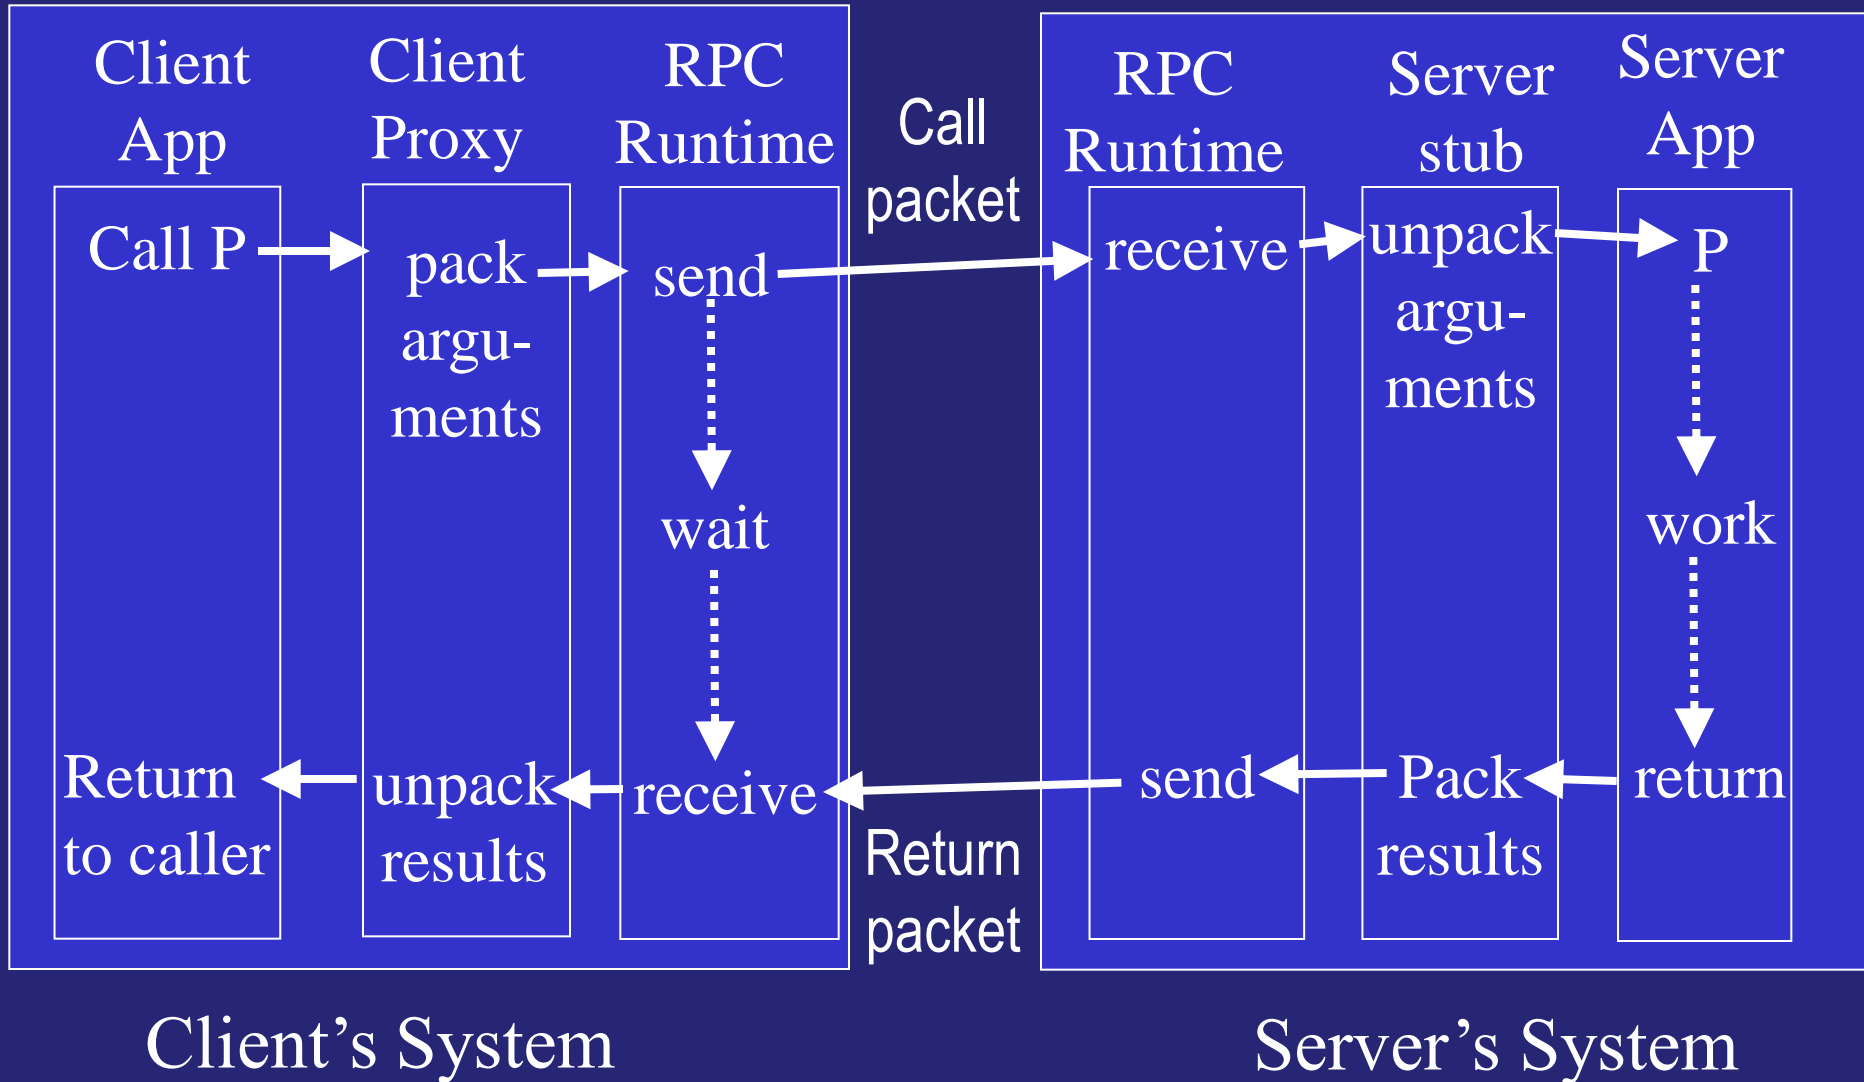 Client
App
Client
Proxy
RPC
Runtime
Call
packet
RPC
Runtime
Server
stub
Server
App
Call P
pack
argu-
ments
send
wait
receive
unpack
argu-
ments
P
work
return
Pack
results
send
Return
packet
receive
unpack
results
Return
to caller
Client’s System
Server’s System